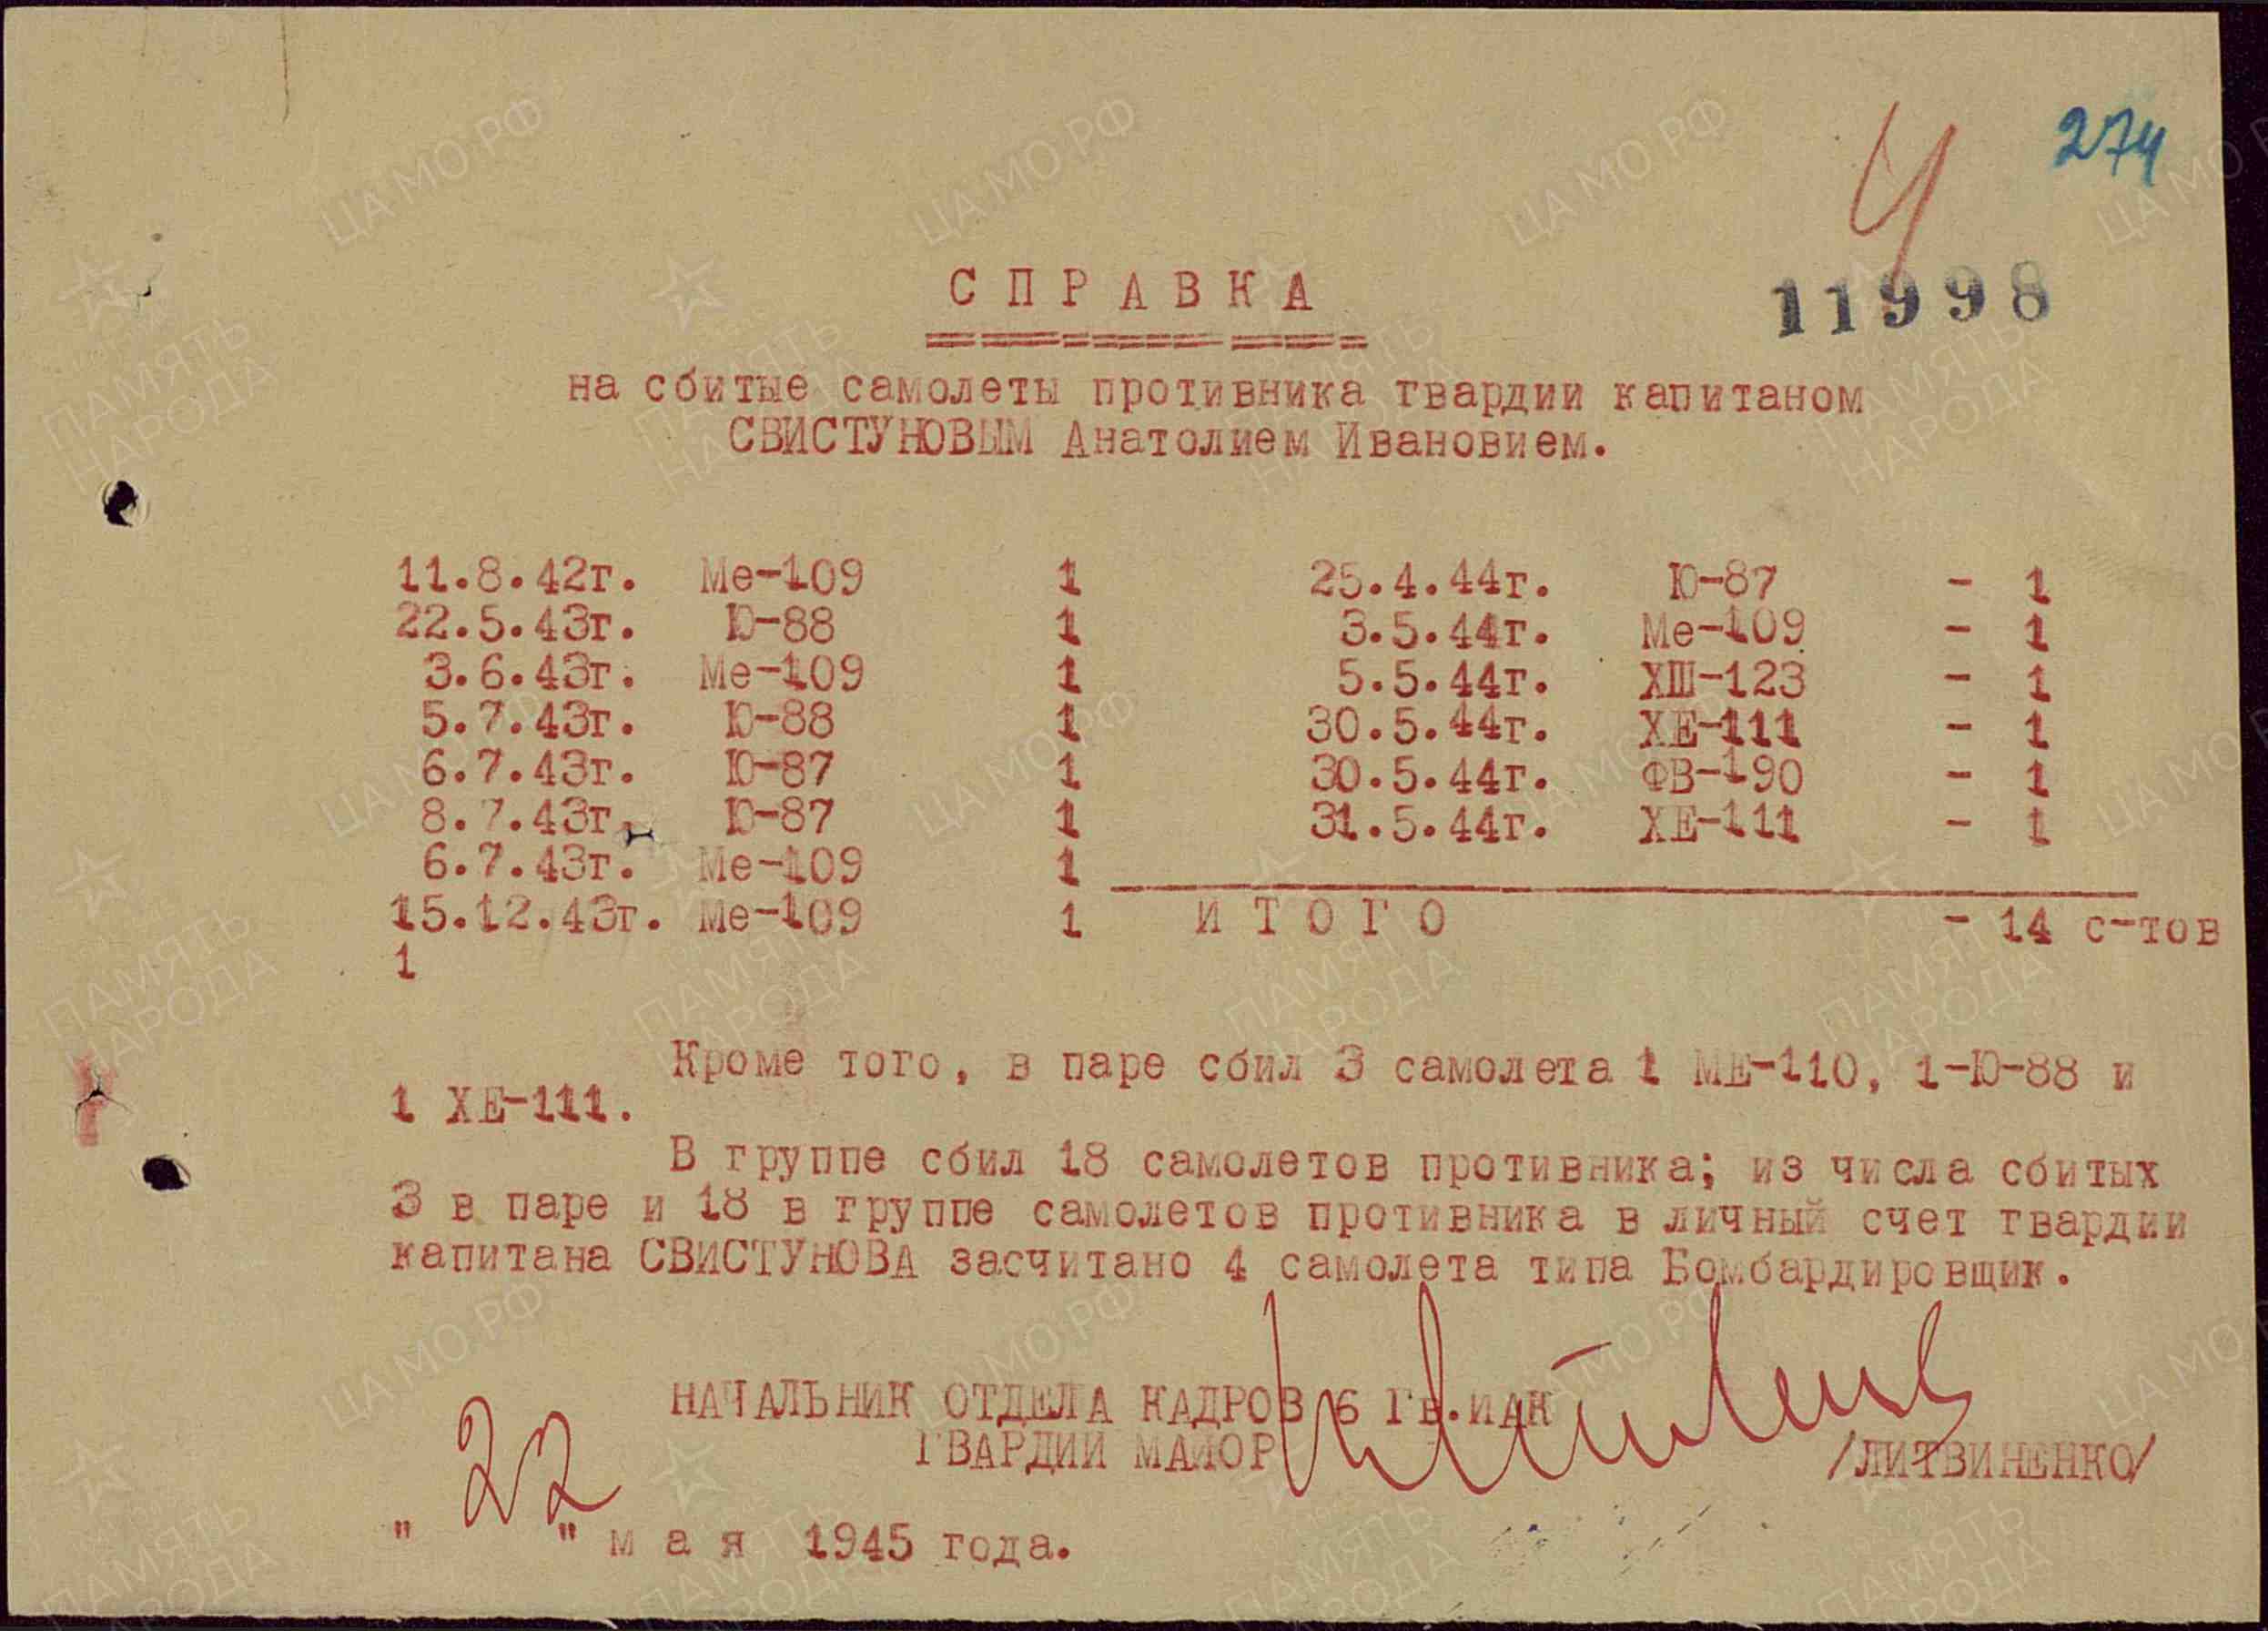 274
4
11998
СПРАВКА
на сбитые самолеты противника гвардии капитаном
СВИСТУНОВЫМ Анатолием Ивановием.
11.8.42г. Ме-109 1 25.4.44г. Ю-87 - 1
22.5.43г. Ю-88 1 3.5.44г. Ме-109 - 1
3.6.43г. Ме-109 1 5.5.44г. ХШ-123 - 1
5.7.43г. Ю-88 1 30.5.44г. ХЕ-111 - 1
6.7.43г. Ю-87 1 30.5.44г. ФВ-190 - 1
8.7.43г. Ю-87 1 31.5.44г. ХЕ-111 - 1
6.7.43г. Ме-109 1
15.12.43г. Ме-109 1 ИТОГО - 14 с-тов
1
Кроме того, в паре сбил 3 самолета 1 МЕ-110, 1-Ю-88 и
1 ХЕ-111.
В группе сбил 18 самолетов противника; из числа сбитых
3 в паре и 18 в группе самолетов противника в личный счет гвардии
капитана СВИСТУНОВА засчитано 4 самолета типа Бомбардировщик.
НАЧАЛЬНИК ОТДЕЛА КАДРОВ 6 ГВ.ИАК
ГВАРДИИ МАЙОР /ЛИТВИНЕНКО/
"22" мая 1945 года.
ЦА МО РФ
ПАМЯТЬ
НАРОДА